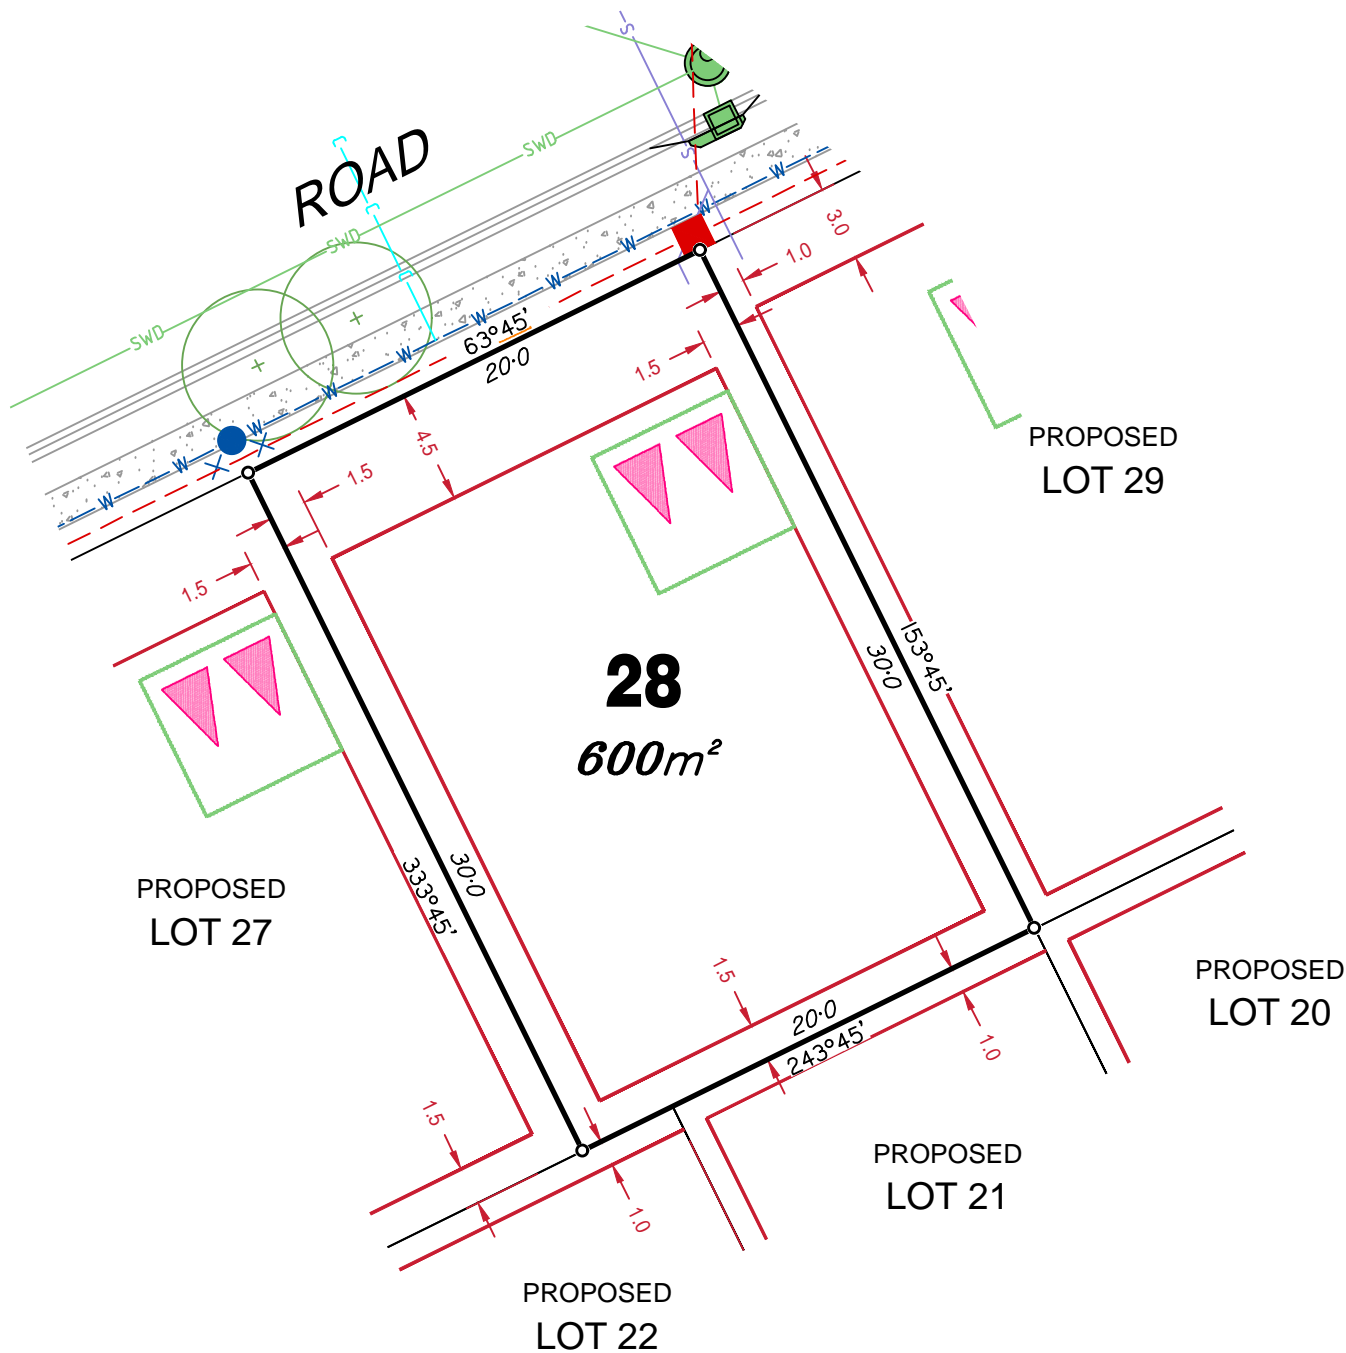 S
SWD
ROAD
S
W
C
C
SWD
W
3.0
W
1.0
C
W
SWD
W
63°45'
20·0
W
1.5
W
W
4.5
PROPOSED
LOT 29
W
1.5
W
1.5
153°45'
30·0
28
600m²
30·0
333°45'
PROPOSED
LOT 27
1.5
PROPOSED
LOT 20
20·0
243°45'
1.0
1.5
PROPOSED
LOT 21
1.0
PROPOSED
LOT 22